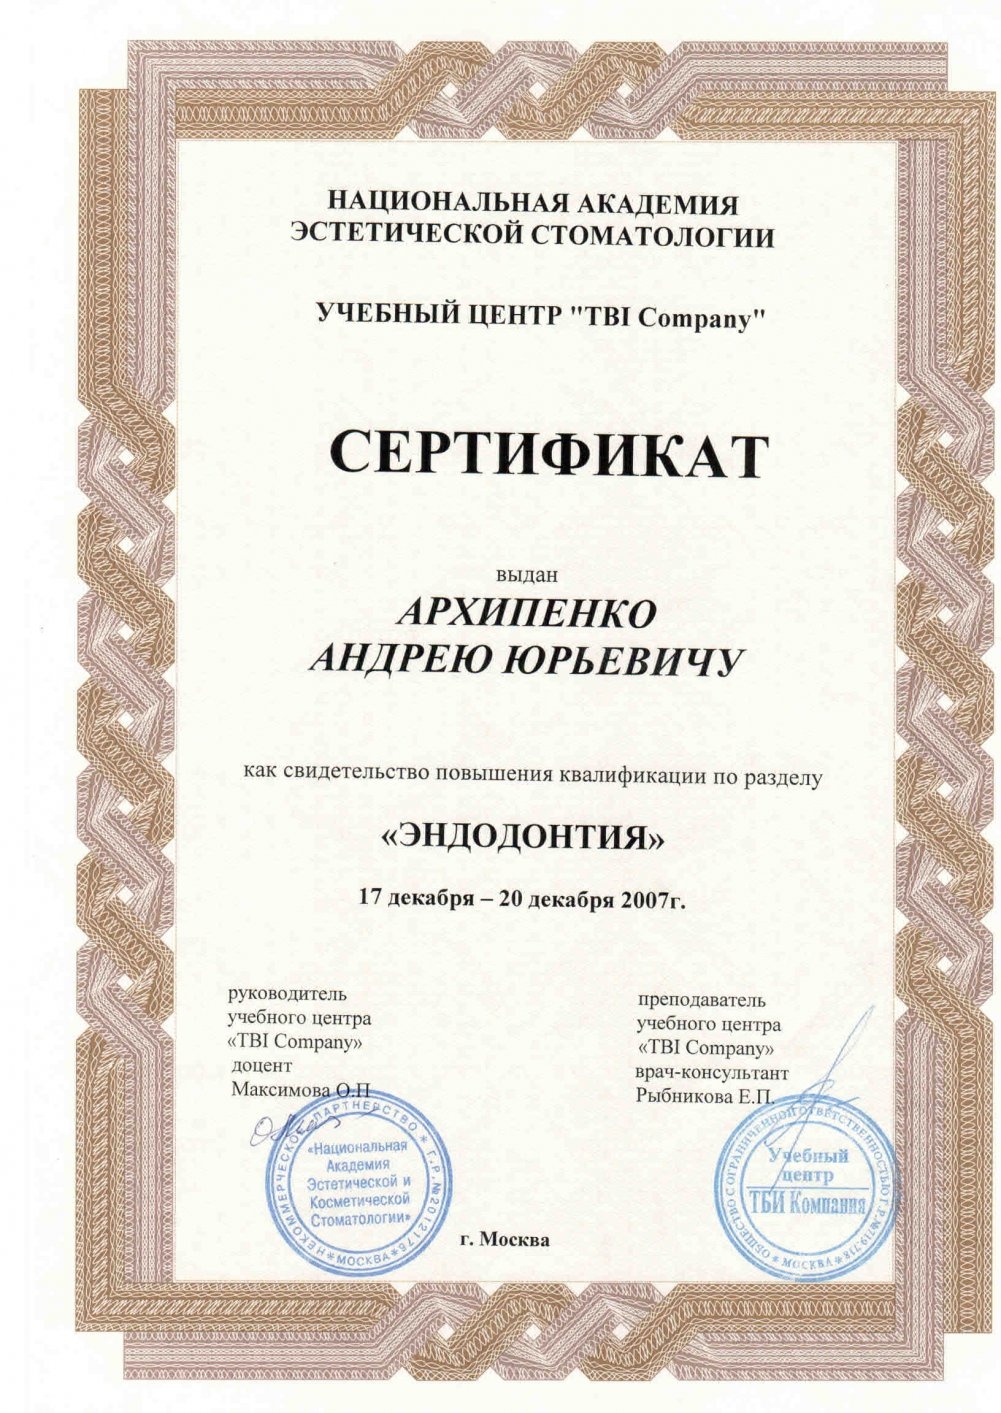 НАЦИОНАЛЬНАЯ АКАДЕМИЯ
ЭСТЕТИЧЕСКОЙ СТОМАТОЛОГИИ
УЧЕБНЫЙ ЦЕНТР "TBI Company"
СЕРТИФИКАТ
выдан
АРХИПЕНКО
АНДРЕЮ ЮРЬЕВИЧУ
как свидетельство повышения квалификации по разделу
«ЭНДОДОНТИЯ»
17 декабря – 20 декабря 2007г.
руководитель
учебного центра
«TBI Company»
доцент
Максимова О.П
преподаватель
учебного центра
«TBI Company»
врач-консультант
Рыбникова Е.П.
НЕКОММЕРЧЕСКОЕ ПАРТНЕРСТВО * Г.Р.№2012176 * МОСКВА *
«Национальная
Академия
Эстетической и
Косметической
Стоматологии»
ОБЩЕСТВО С ОГРАНИЧЕННОЙ ОТВЕТСТВЕННОСТЬЮ Г.Р.№719.718 * МОСКВА *
Учебный
центр
ТБИ Компания
г. Москва